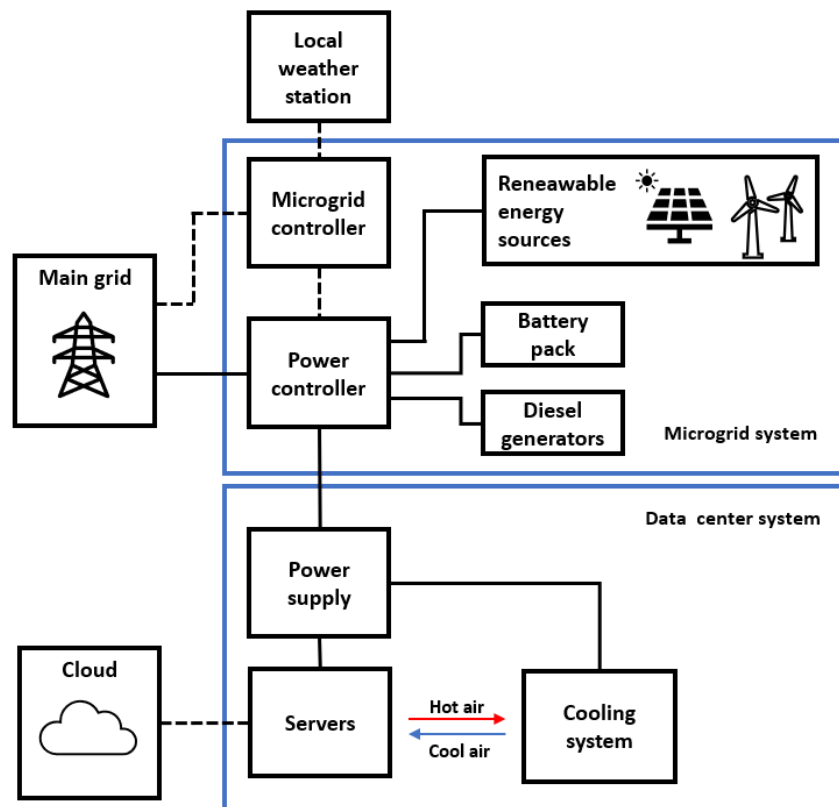 Local
weather
station
Microgrid
controller
Reneawable
energy
sources
Main grid
Power
controller
Battery
pack
Diesel
generators
Microgrid system
Data center system
Power
supply
Cloud
Servers
Hot air
Cool air
Cooling
system